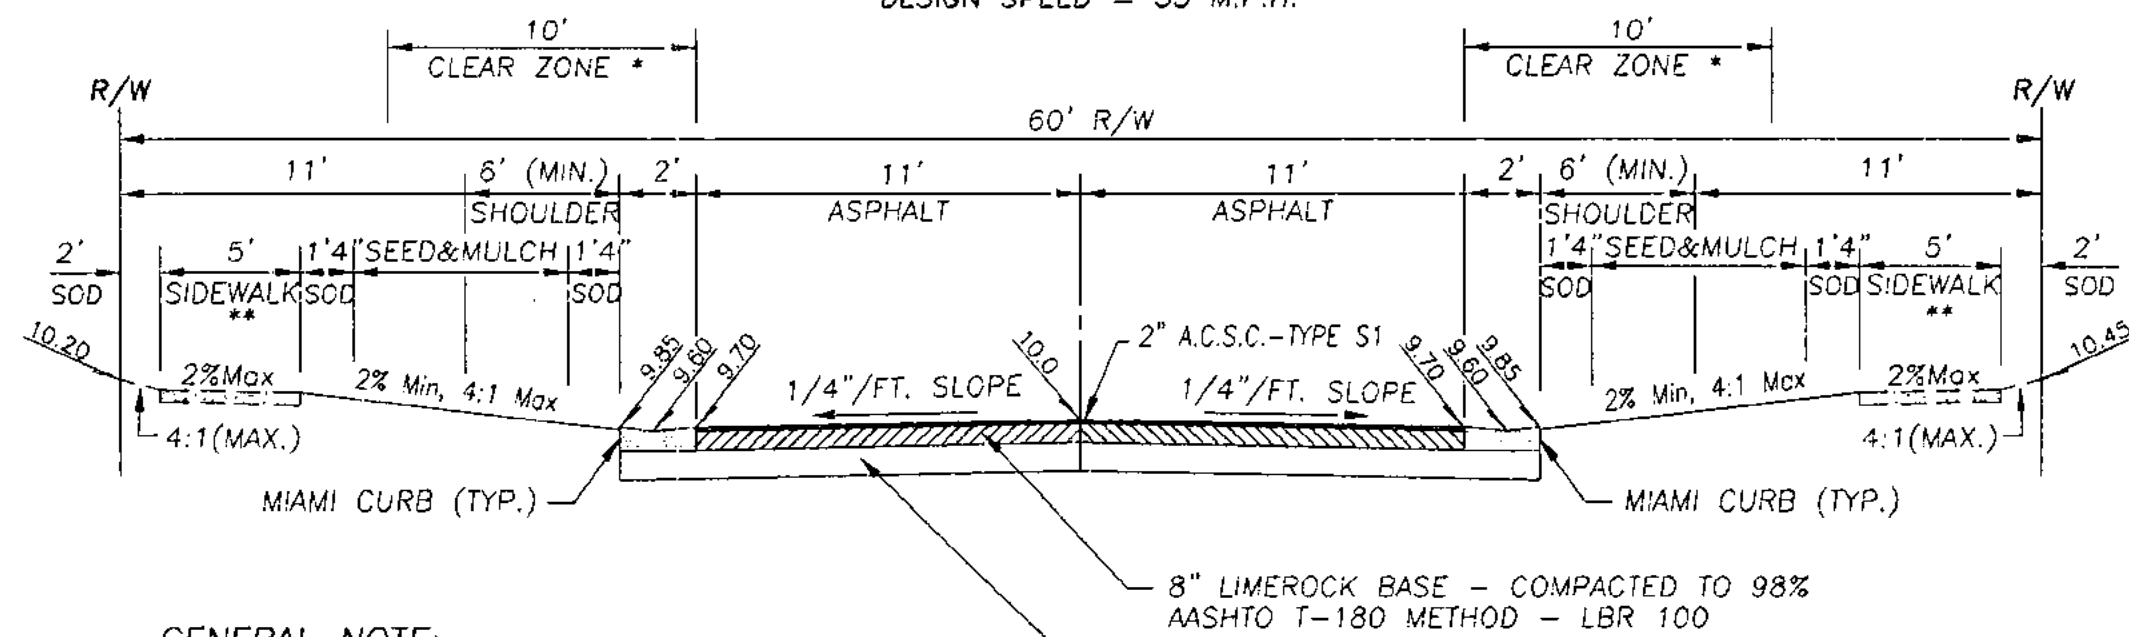 DESIGN SPEED = 35 M.P.H.
10' 10'
CLEAR ZONE * CLEAR ZONE *
R/W R/W
60' R/W
11' 6' (MIN.) 2' 11' 11' 2' 6' (MIN.) 11'
SHOULDER ASPHALT ASPHALT SHOULDER
2' 5' 1'4" SEED&MULCH 1'4" 1'4" SEED&MULCH 1'4" 5' 2'
SOD SIDEWALK SOD SOD SOD SOD SIDEWALK SOD
** **
10.20 9.85 9.60 9.70 10.0 2" A.C.S.C.-TYPE S1 9.70 9.60 9.85 10.45
2%Max 2% Min, 4:1 Max 1/4"/FT. SLOPE 1/4"/FT. SLOPE 2% Min, 4:1 Max 2%Max
4:1(MAX.) 4:1(MAX.)
MIAMI CURB (TYP.) MIAMI CURB (TYP.)
8" LIMEROCK BASE - COMPACTED TO 98%
AASHTO T-180 METHOD - LBR 100
GENERAL NOTE: